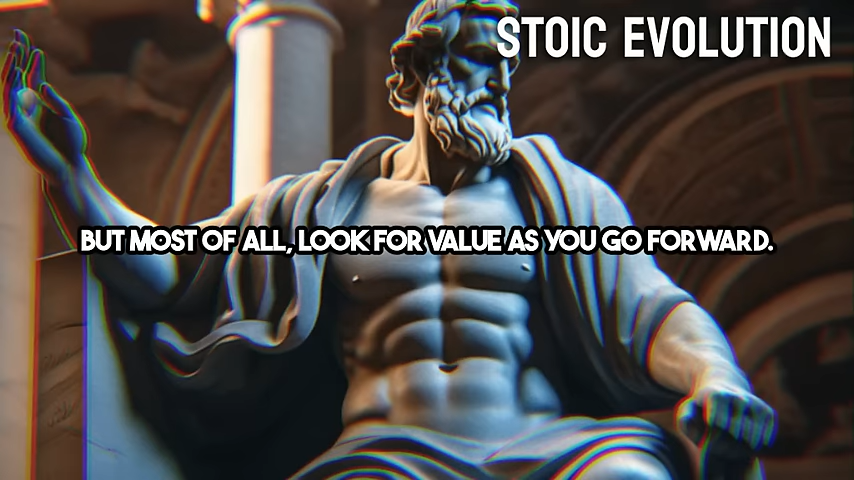 STOIC EVOLUTION
BUT MOST OF ALL, LOOK FOR VALUE AS YOU GO FORWARD.